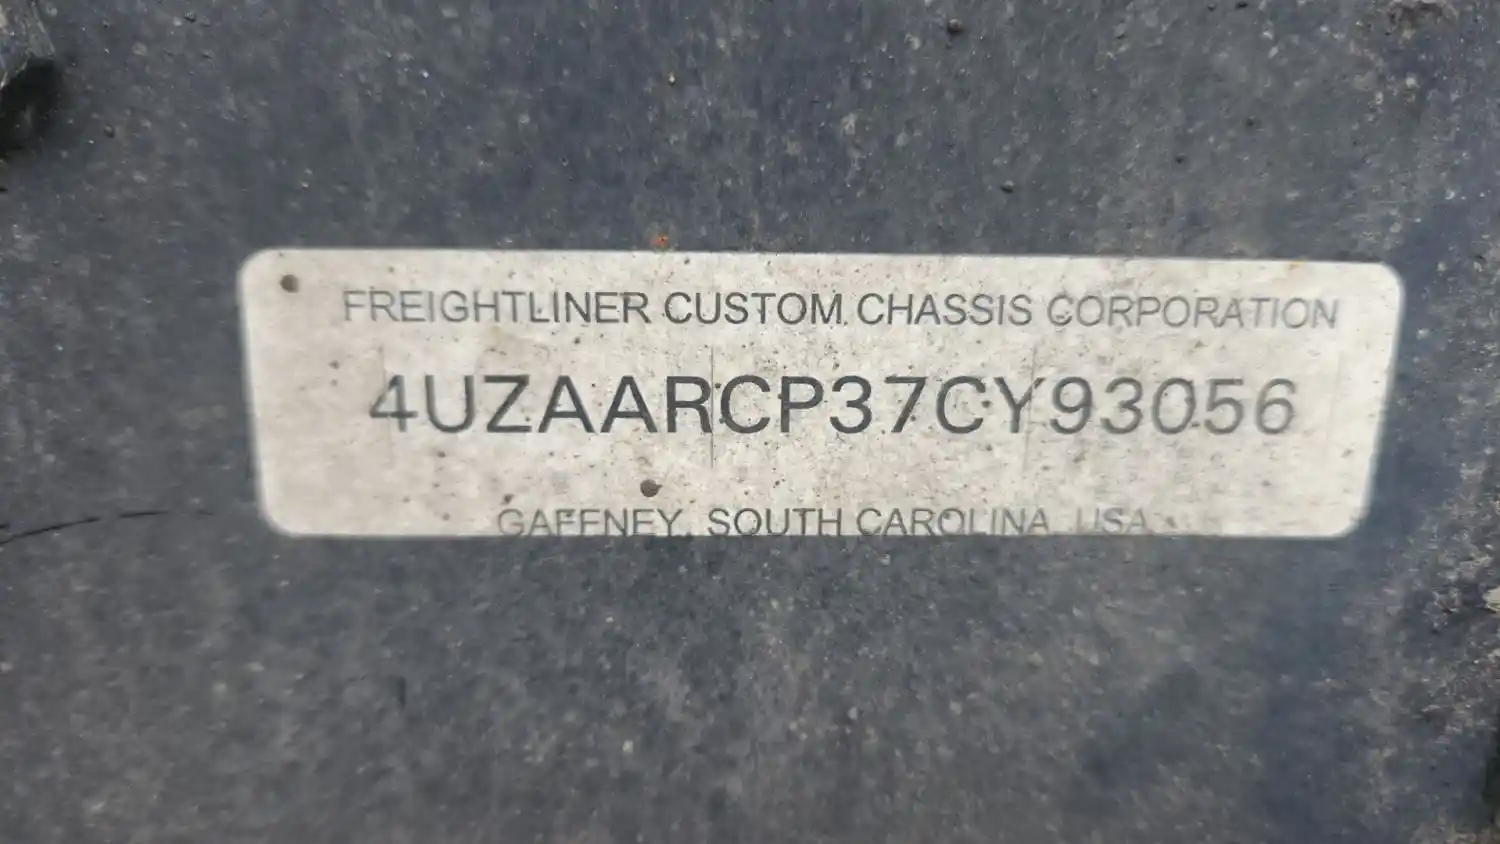 FREIGHTLINER CUSTOM CHASSIS CORPORATION
4UZAARCP37CY93056
GAFFNEY, SOUTH CAROLINA USA